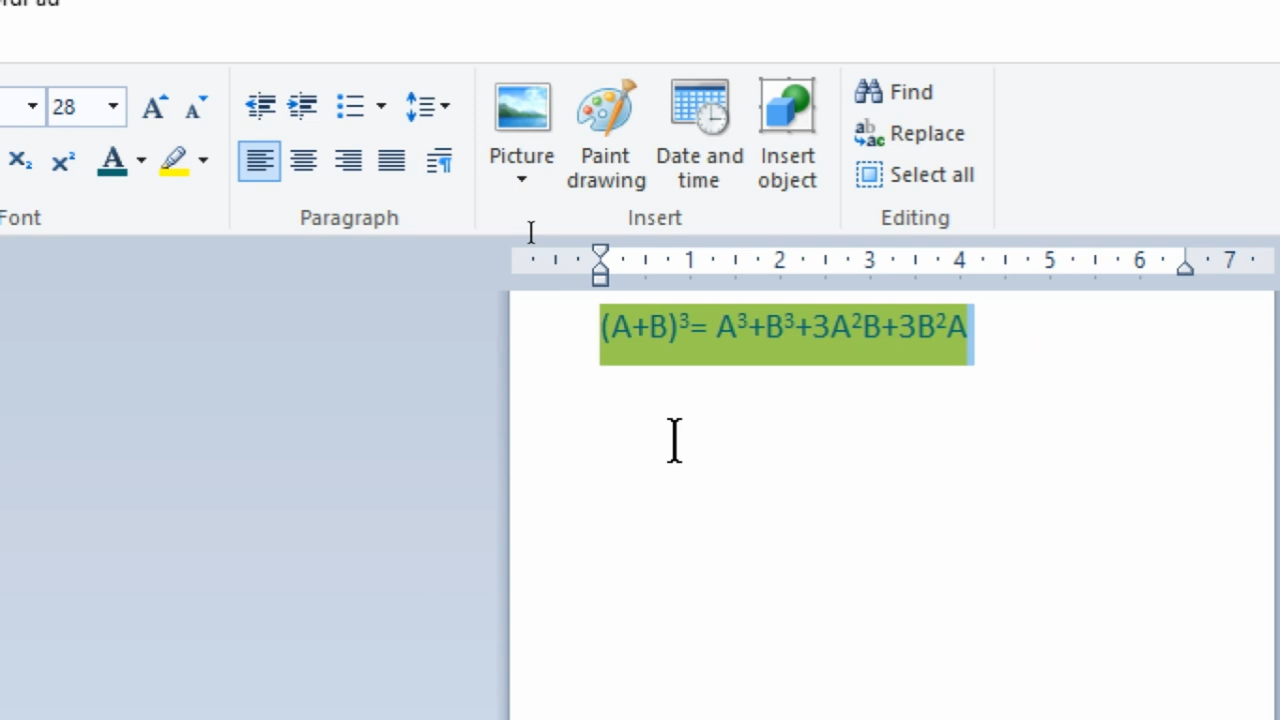 28
Picture
Paint drawing
Date and time
Insert object
Find
Replace
Select all
Font
Paragraph
Insert
Editing
1 2 3 4 5 6 7
(A+B)³= A³+B³+3A²B+3B²A